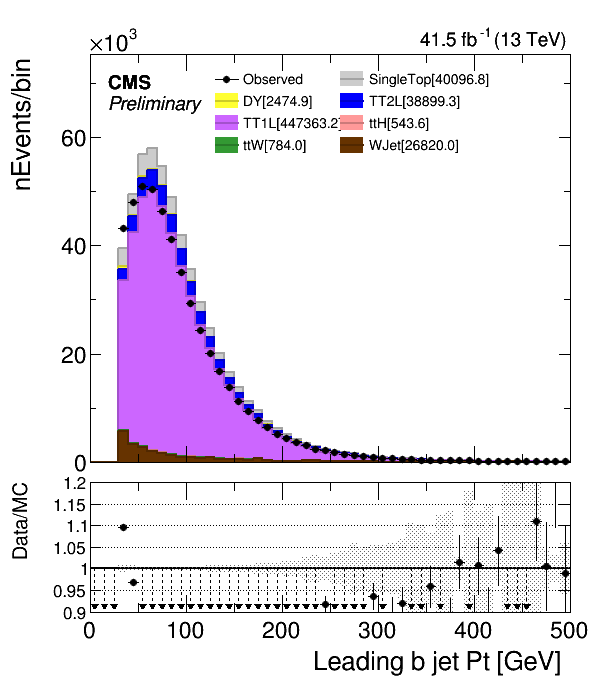 ×10³
41.5 fb⁻¹ (13 TeV)
nEvents/bin
CMS
Preliminary
Observed
SingleTop[40096.8]
DY[2474.9]
TT2L[38899.3]
TT1L[447363.2]
ttH[543.6]
ttW[784.0]
WJet[26820.0]
60
40
20
0
Data/MC
1.2
1.15
1.1
1.05
1
0.95
0.9
0 100 200 300 400 500
Leading b jet Pt [GeV]